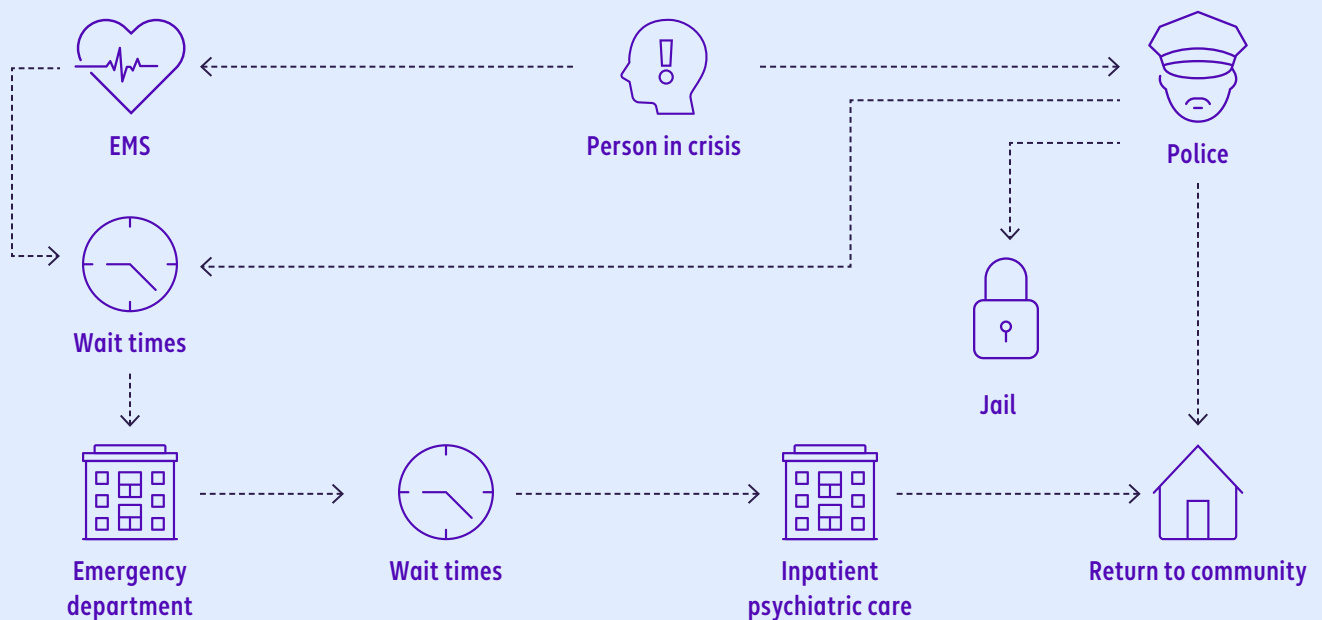 EMS
Person in crisis
Police
Wait times
Jail
Emergency
department
Wait times
Inpatient
psychiatric care
Return to community